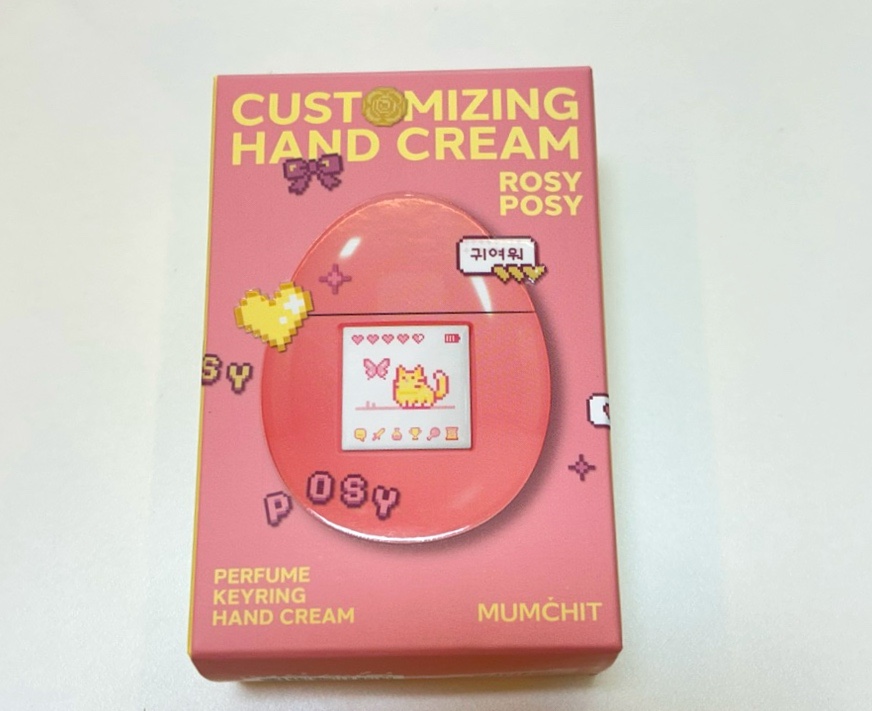 CUSTOMIZING
HAND CREAM
ROSY
POSY
귀여워
SY
POSY
PERFUME
KEYRING
HAND CREAM
MUMCHIT